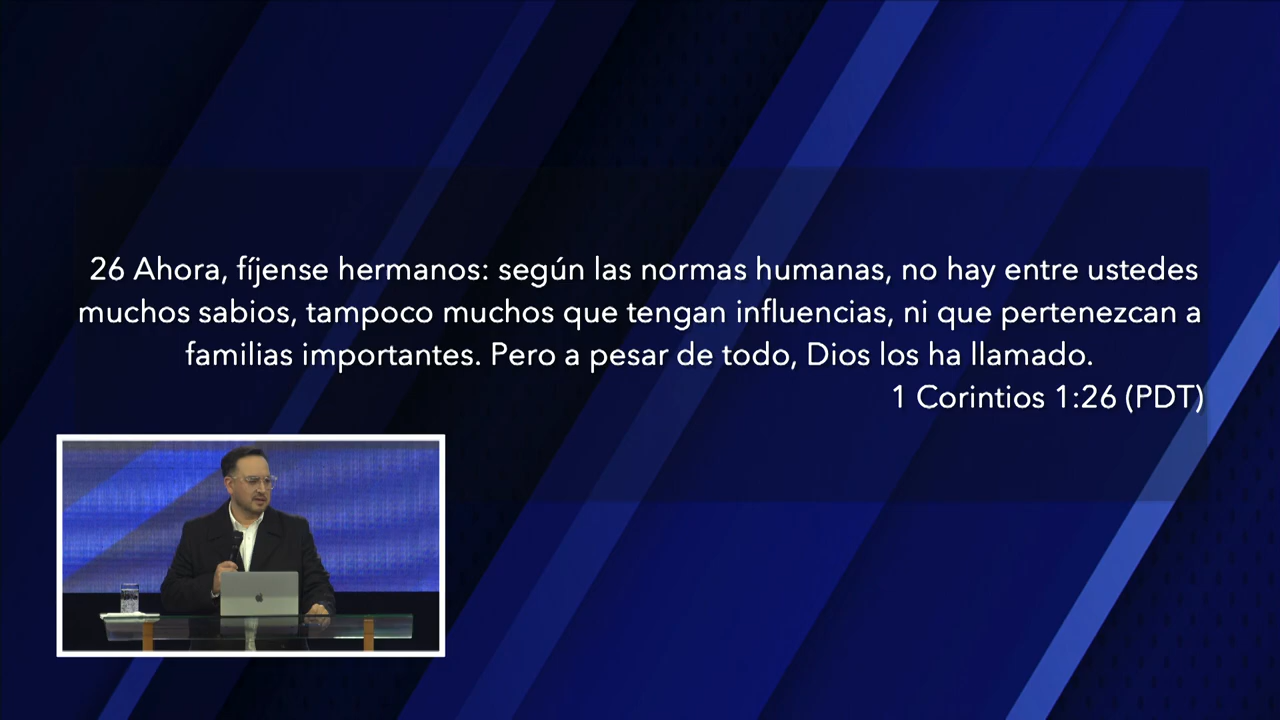 26 Ahora, fíjense hermanos: según las normas humanas, no hay entre ustedes
muchos sabios, tampoco muchos que tengan influencias, ni que pertenezcan a
familias importantes. Pero a pesar de todo, Dios los ha llamado.
1 Corintios 1:26 (PDT)